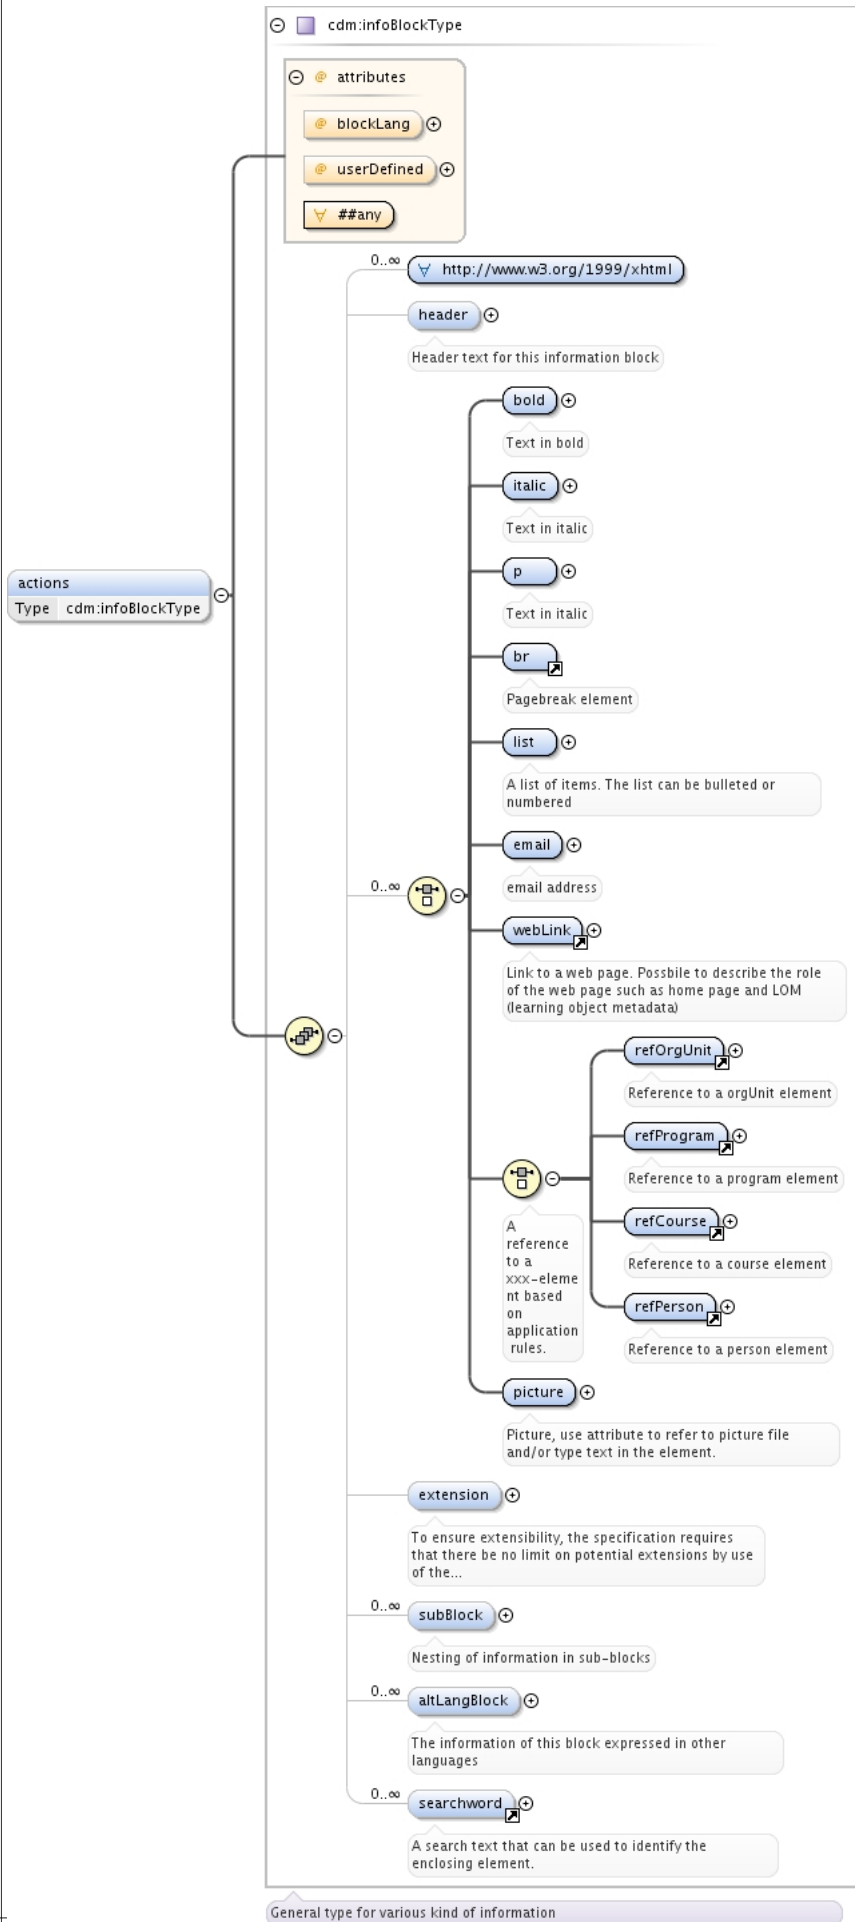 cdm:infoBlockType
attributes
blockLang
userDefined
##any
0..∞
http://www.w3.org/1999/xhtml
header
Header text for this information block
bold
Text in bold
italic
Text in italic
p
Text in italic
actions
Type cdm:infoBlockType
br
Pagebreak element
list
A list of items. The list can be bulleted or
numbered
email
email address
0..∞
webLink
Link to a web page. Possbile to describe the role
of the web page such as home page and LOM
(learning object metadata)
refOrgUnit
Reference to a orgUnit element
refProgram
Reference to a program element
A
reference
to a
xxx-eleme
nt based
on
application
rules.
refCourse
Reference to a course element
refPerson
Reference to a person element
picture
Picture, use attribute to refer to picture file
and/or type text in the element.
extension
To ensure extensibility, the specification requires
that there be no limit on potential extensions by use
of the...
0..∞
subBlock
Nesting of information in sub-blocks
0..∞
altLangBlock
The information of this block expressed in other
languages
0..∞
searchword
A search text that can be used to identify the
enclosing element.
General type for various kind of information